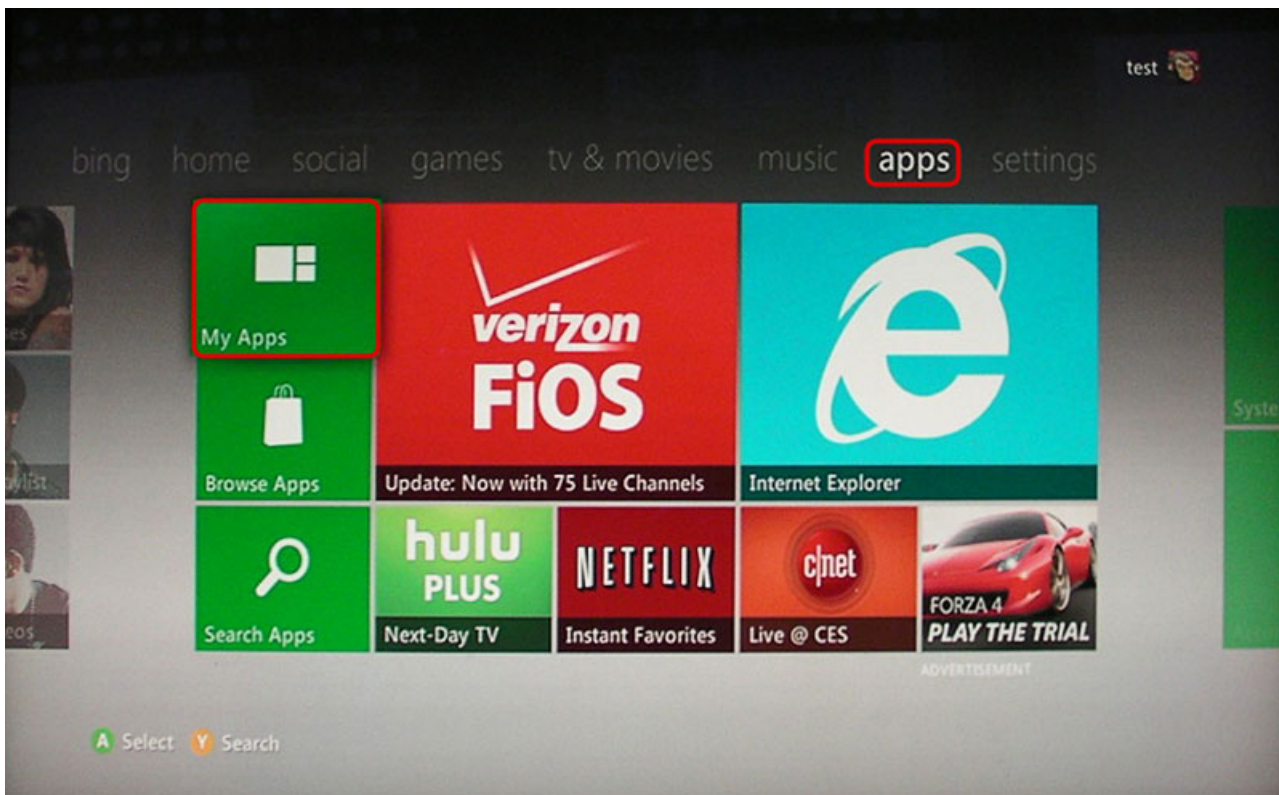 test
bing home social games tv & movies music apps settings
My Apps
verizon
FiOS
Update: Now with 75 Live Channels
Internet Explorer
Browse Apps
Search Apps
hulu
PLUS
Next-Day TV
NETFLIX
Instant Favorites
c|net
Live @ CES
FORZA 4
PLAY THE TRIAL
ADVERTISEMENT
A Select Y Search